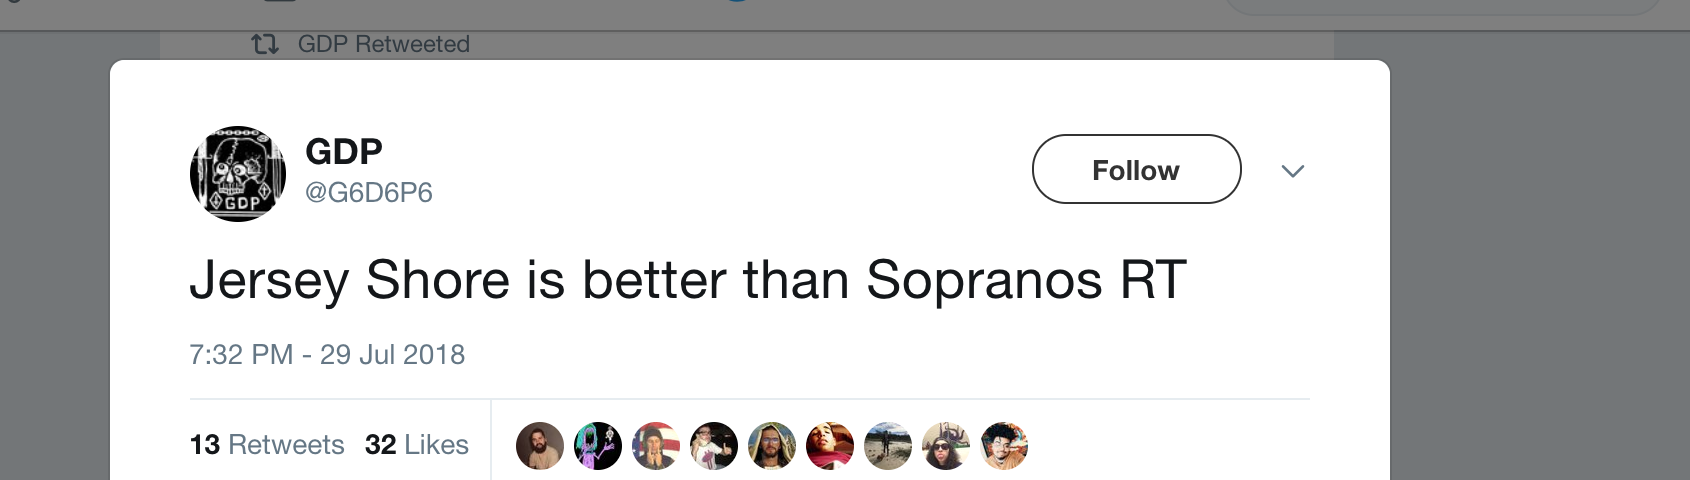 GDP Retweeted
GDP
@G6D6P6
Follow
GDP
Jersey Shore is better than Sopranos RT
7:32 PM - 29 Jul 2018
13 Retweets 32 Likes